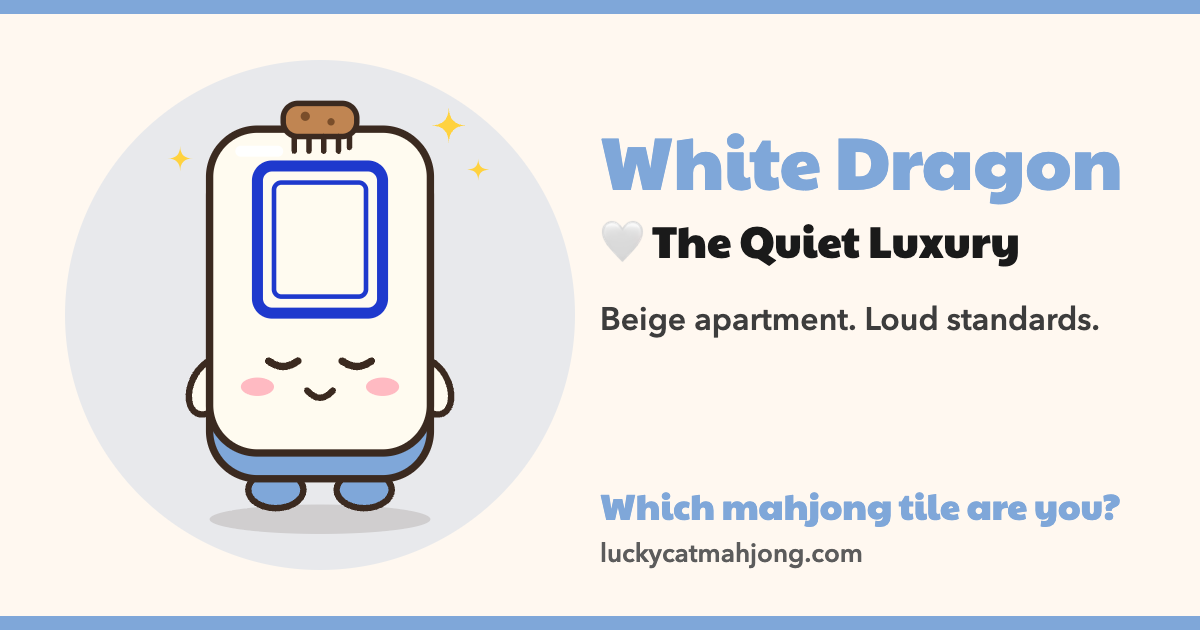 White Dragon
🤍 The Quiet Luxury
Beige apartment. Loud standards.
Which mahjong tile are you?
luckycatmahjong.com